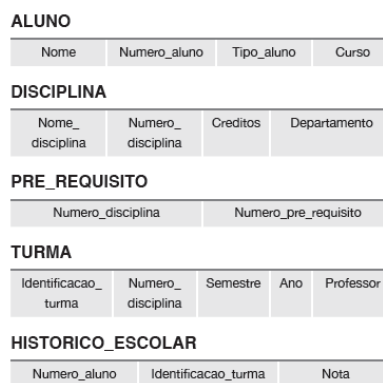 ALUNO
Nome Numero_aluno Tipo_aluno Curso
DISCIPLINA
Nome_ Numero_ Creditos Departamento
disciplina disciplina
PRE_REQUISITO
Numero_disciplina Numero_pre_requisito
TURMA
Identificacao_ Numero_ Semestre Ano Professor
turma disciplina
HISTORICO_ESCOLAR
Numero_aluno Identificacao_turma Nota